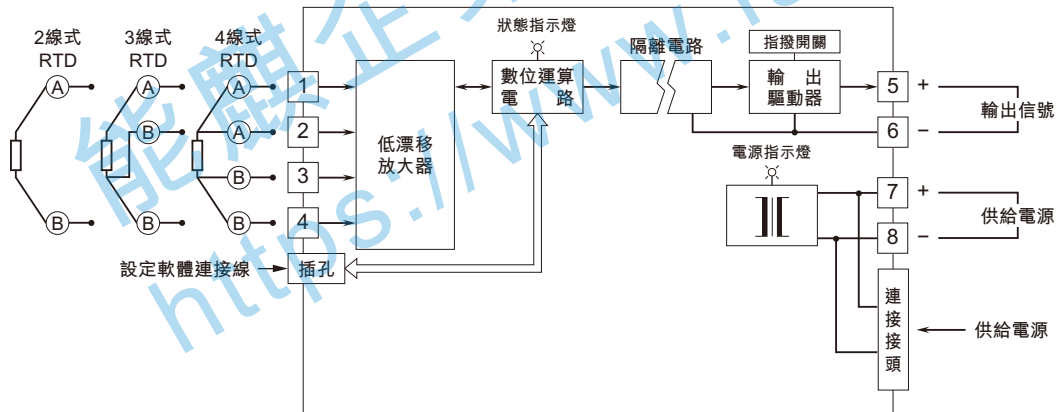 2線式
RTD
3線式
RTD
4線式
RTD
A
B
A
B
B
A
A
B
B
1
2
3
4
低漂移
放大器
設定軟體連接線
插孔
狀態指示燈
數位運算
電路
隔離電路
指撥開關
輸出
驅動器
5
+
6
−
輸出信號
電源指示燈
7
+
8
−
供給電源
連
接
接
頭
供給電源
能麒企
https://www.